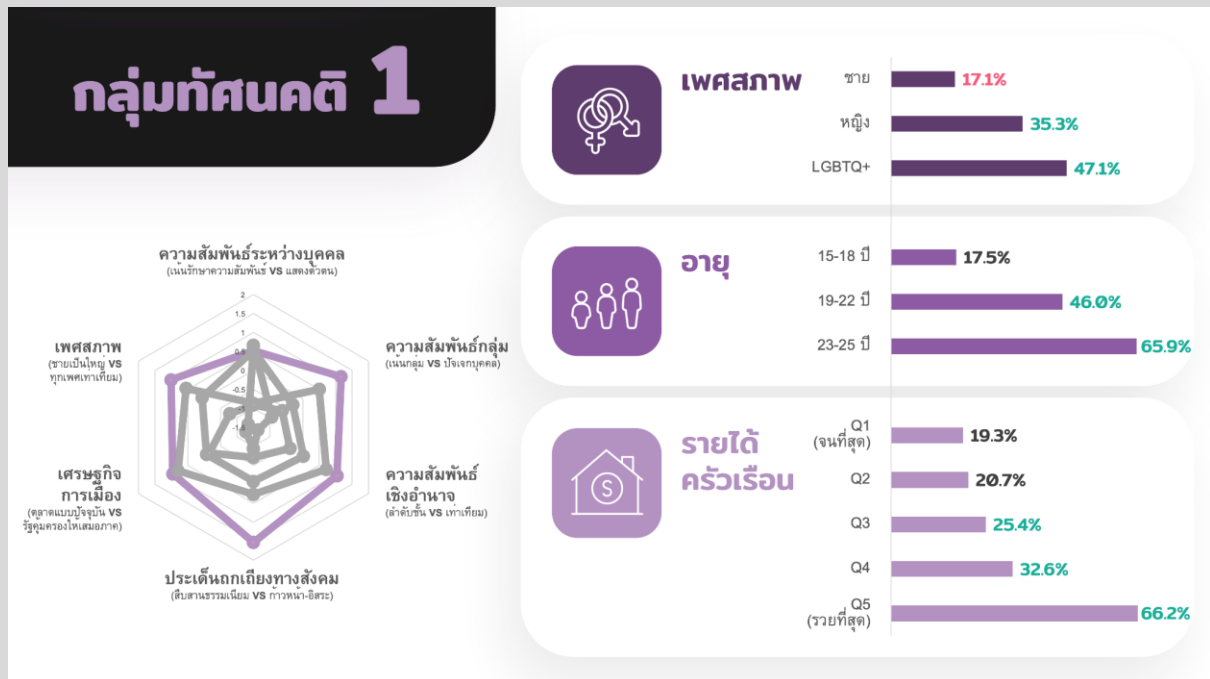 กลุ่มทัศนคติ 1
ความสัมพันธ์ระหว่างบุคคล
(เน้นรักษาความสัมพันธ์ VS แสดงตัวตน)
2
1.5
1
0.5
0
-0.5
-1
-1.5
เพศสภาพ
(ชายเป็นใหญ่ VS
ทุกเพศเท่าเทียม)
ความสัมพันธ์กลุ่ม
(เน้นกลุ่ม VS ปัจเจกบุคคล)
เศรษฐกิจ
การเมือง
(ตลาดแบบปัจจุบัน VS
รัฐคุ้มครองให้เสมอภาค)
ความสัมพันธ์
เชิงอำนาจ
(ลำดับชั้น VS เท่าเทียม)
ประเด็นถกเถียงทางสังคม
(สืบสานธรรมเนียม VS ก้าวหน้า-อิสระ)
เพศสภาพ
ชาย 17.1%
หญิง 35.3%
LGBTQ+ 47.1%
อายุ
15-18 ปี 17.5%
19-22 ปี 46.0%
23-25 ปี 65.9%
รายได้
ครัวเรือน
Q1
(จนที่สุด) 19.3%
Q2 20.7%
Q3 25.4%
Q4 32.6%
Q5
(รวยที่สุด) 66.2%